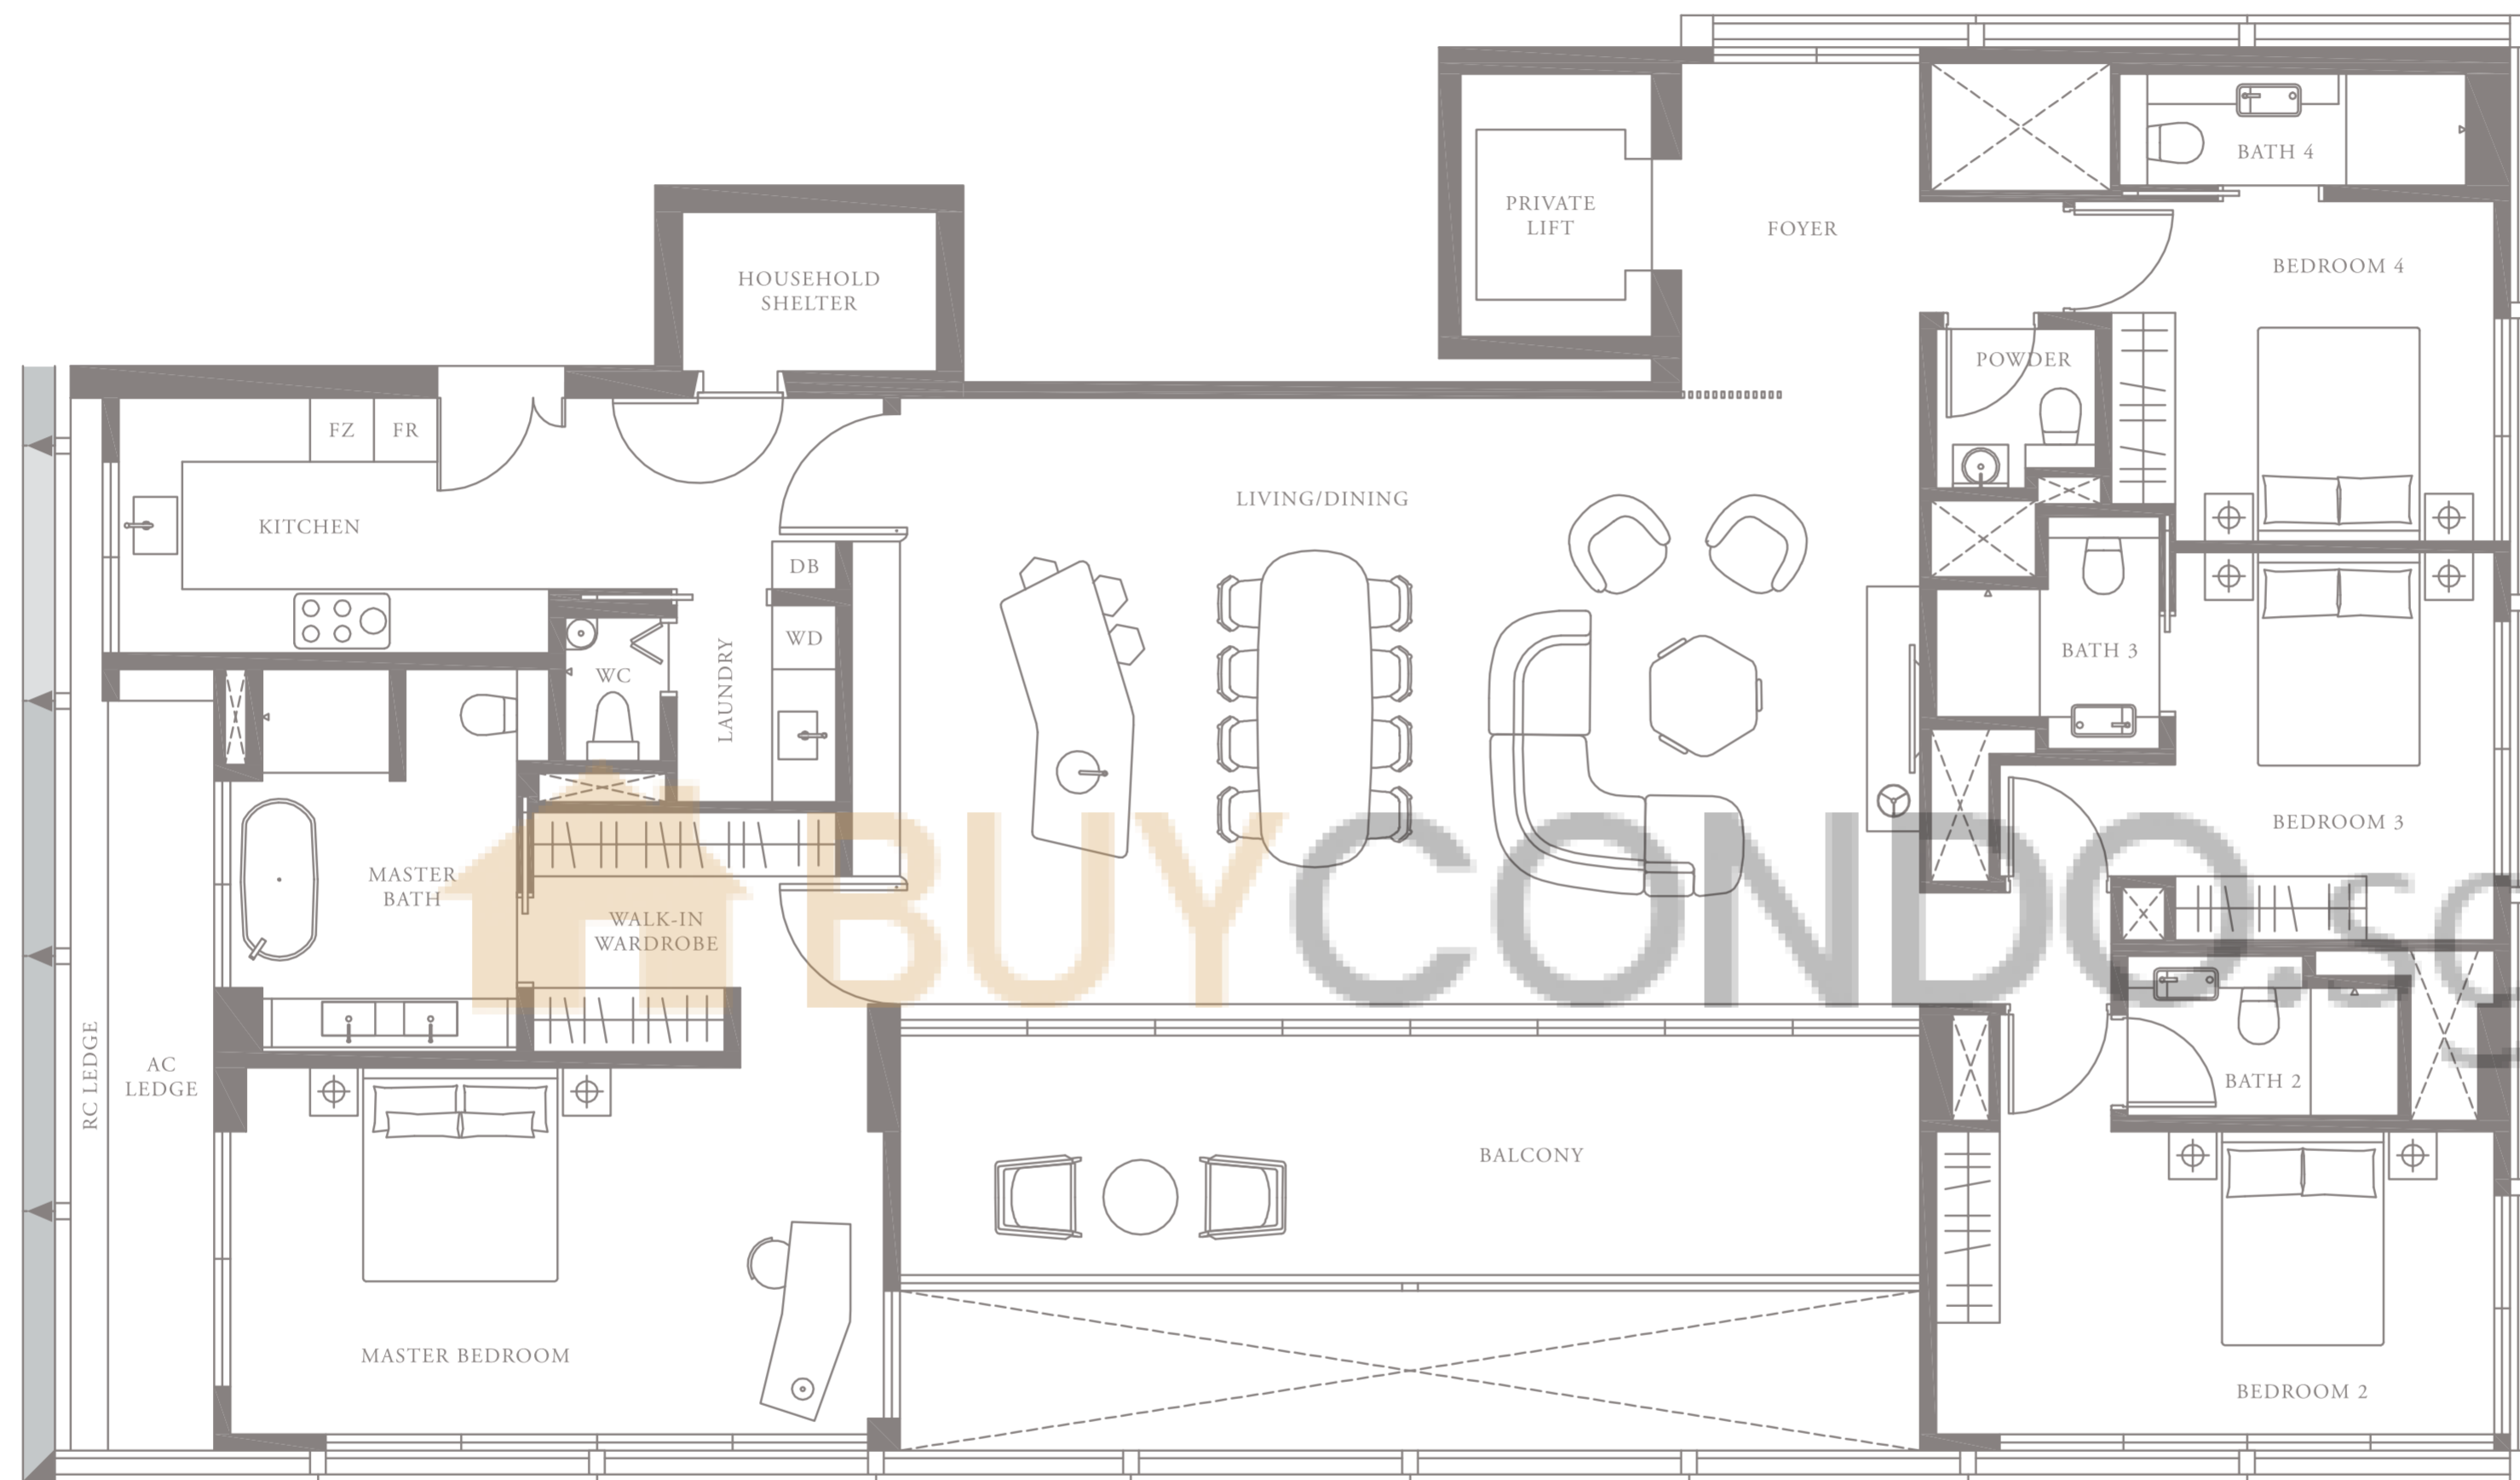 BATH 4
PRIVATE
LIFT
FOYER
BEDROOM 4
HOUSEHOLD
SHELTER
POWDER
FZ
FR
LIVING/DINING
KITCHEN
DB
WD
WC
LAUNDRY
BATH 3
BEDROOM 3
MASTER
BATH
WALK-IN
WARDROBE
BUYCONDO.sg
RC LEDGE
AC
LEDGE
BATH 2
BALCONY
MASTER BEDROOM
BEDROOM 2